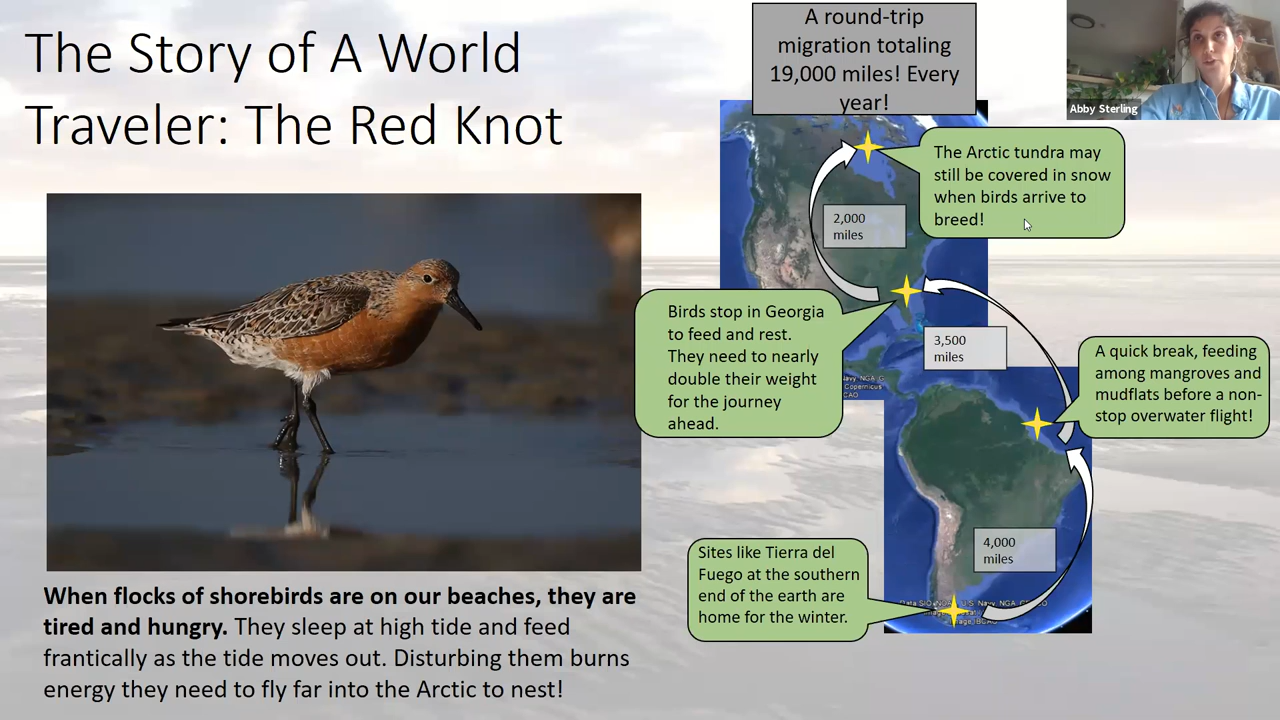 The Story of A World
Traveler: The Red Knot
A round-trip
migration totaling
19,000 miles! Every
year!
Abby Sterling
The Arctic tundra may
still be covered in snow
when birds arrive to
breed!
2,000
miles
Birds stop in Georgia
to feed and rest.
They need to nearly
double their weight
for the journey
ahead.
3,500
miles
A quick break, feeding
among mangroves and
mudflats before a non-
stop overwater flight!
4,000
miles
Sites like Tierra del
Fuego at the southern
end of the earth are
home for the winter.
When flocks of shorebirds are on our beaches, they are
tired and hungry. They sleep at high tide and feed
frantically as the tide moves out. Disturbing them burns
energy they need to fly far into the Arctic to nest!